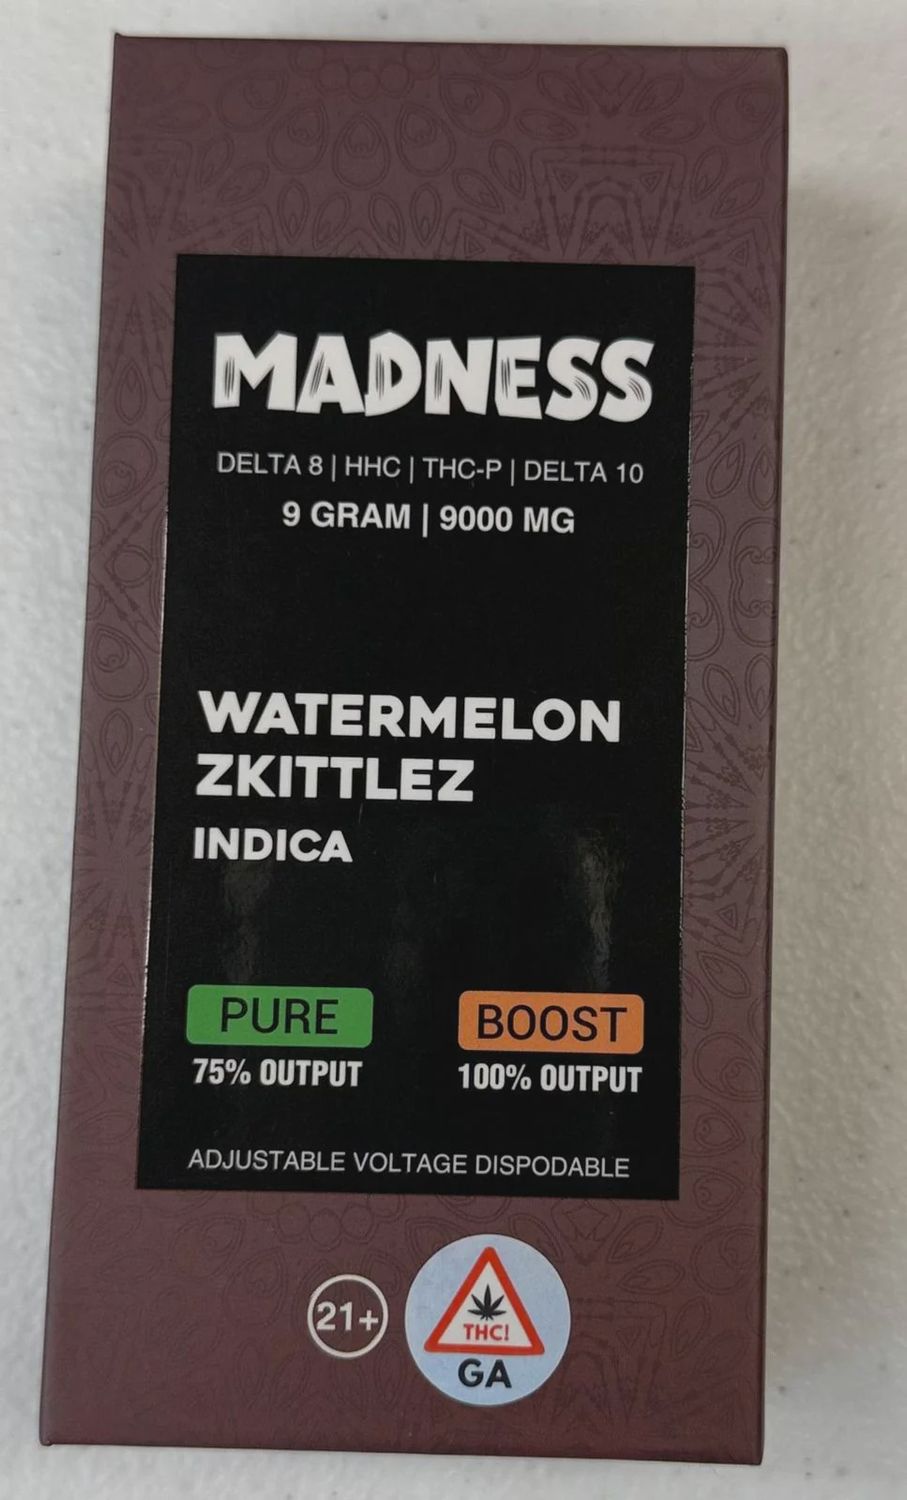 MADNESS
DELTA 8 | HHC | THC-P | DELTA 10
9 GRAM | 9000 MG
WATERMELON
ZKITTLEZ
INDICA
PURE BOOST
75% OUTPUT 100% OUTPUT
ADJUSTABLE VOLTAGE DISPODABLE
21+
THC!
GA